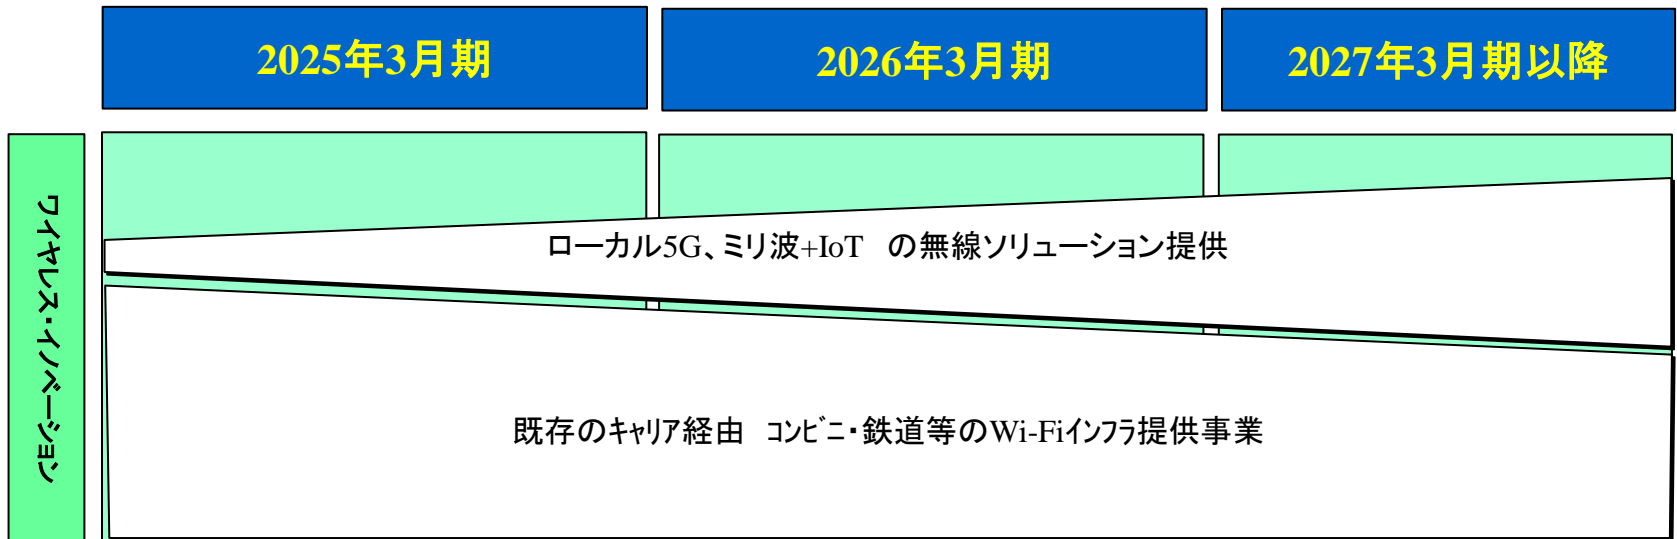 2025年3月期
2026年3月期
2027年3月期以降
ワイヤレス・イノベーション
ローカル5G、ミリ波+IoT　の無線ソリューション提供
既存のキャリア経由　コンビニ・鉄道等のWi-Fiインフラ提供事業